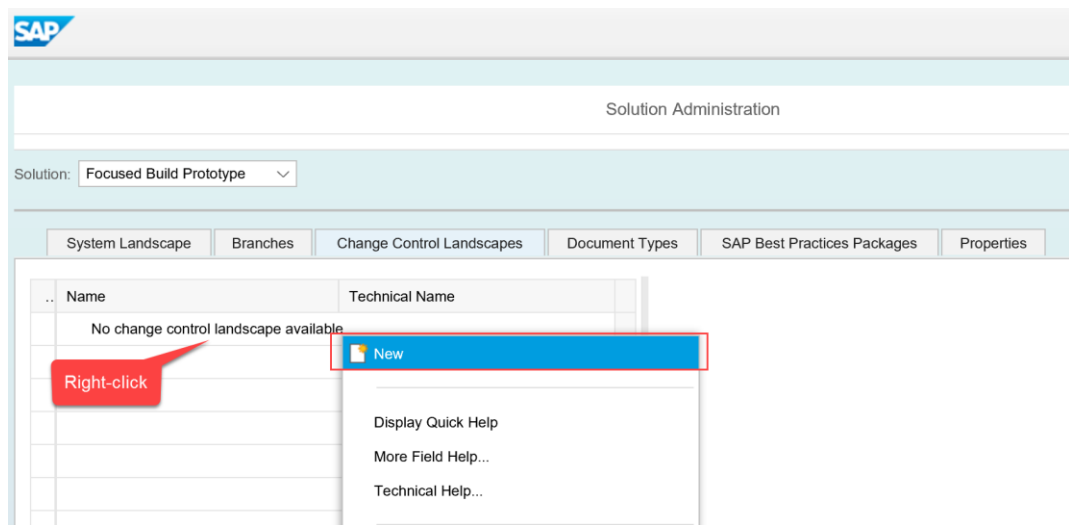 SAP
Solution Administration
Solution: Focused Build Prototype
System Landscape Branches Change Control Landscapes Document Types SAP Best Practices Packages Properties
.. Name Technical Name
No change control landscape available
New
Right-click
Display Quick Help
More Field Help...
Technical Help...